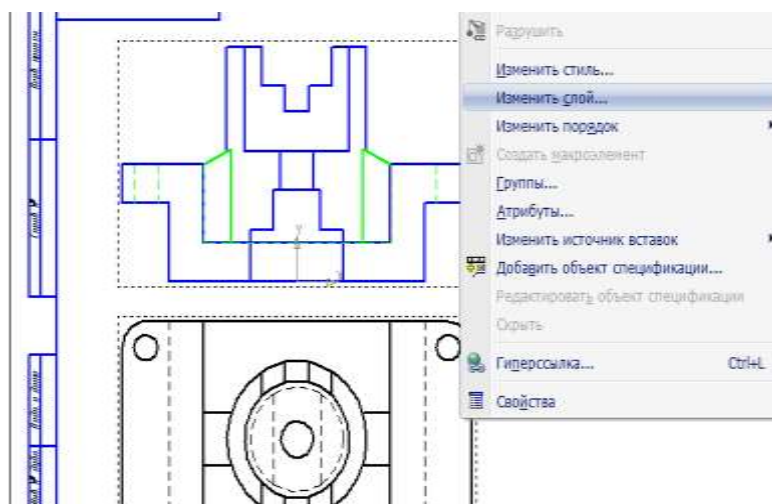 Разрушить
Изменить стиль...
Изменить слой...
Изменить порядок
Создать макроэлемент
Группы...
Атрибуты...
Изменить источник вставок
Добавить объект спецификации...
Редактировать объект спецификации
Скрыть
Гиперссылка... Ctrl+L
Свойства